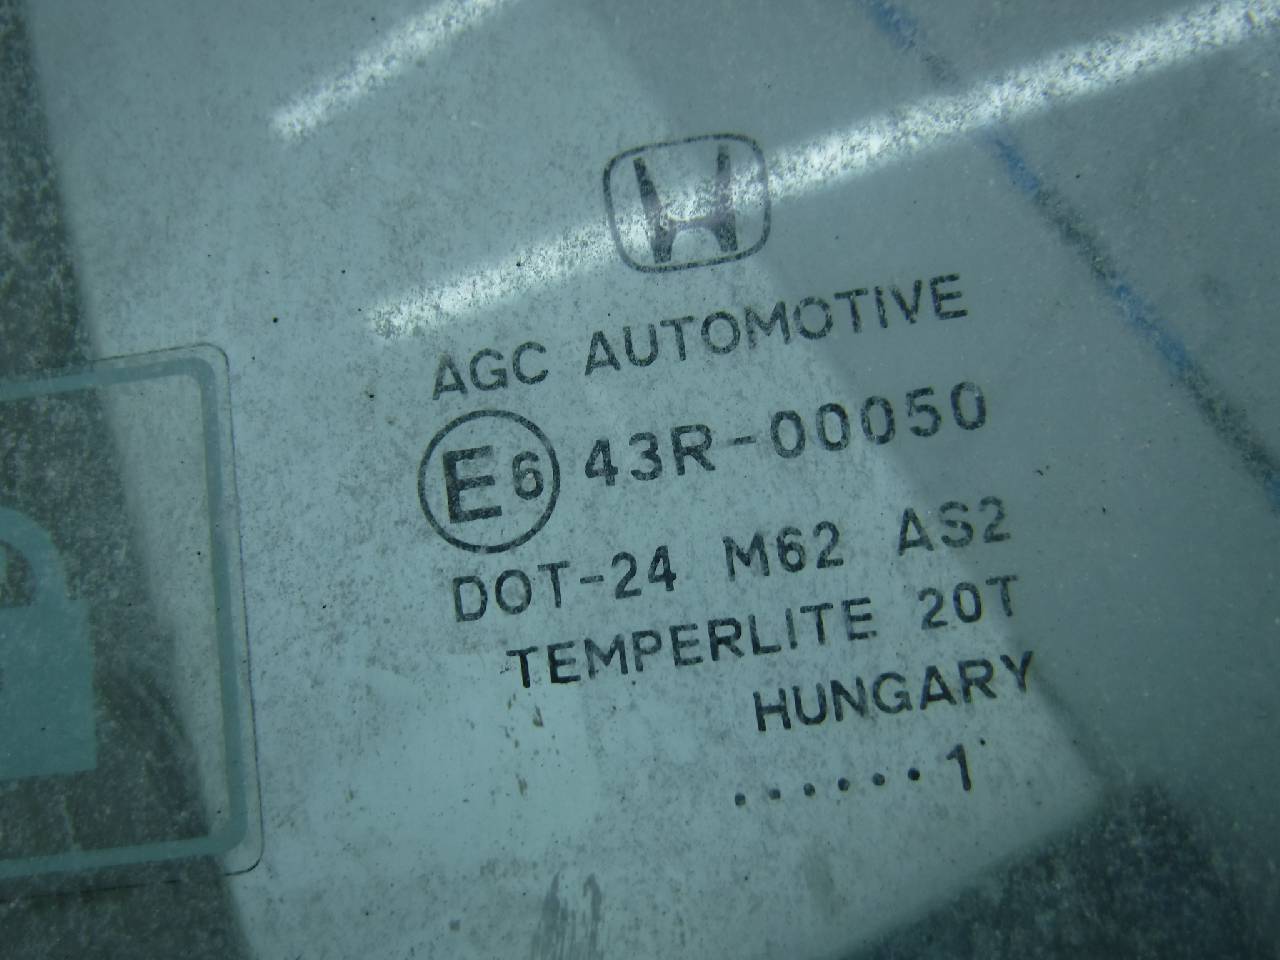 AGC AUTOMOTIVE
E6 43R-00050
DOT-24 M62 AS2
TEMPERLITE 20T
HUNGARY
······1